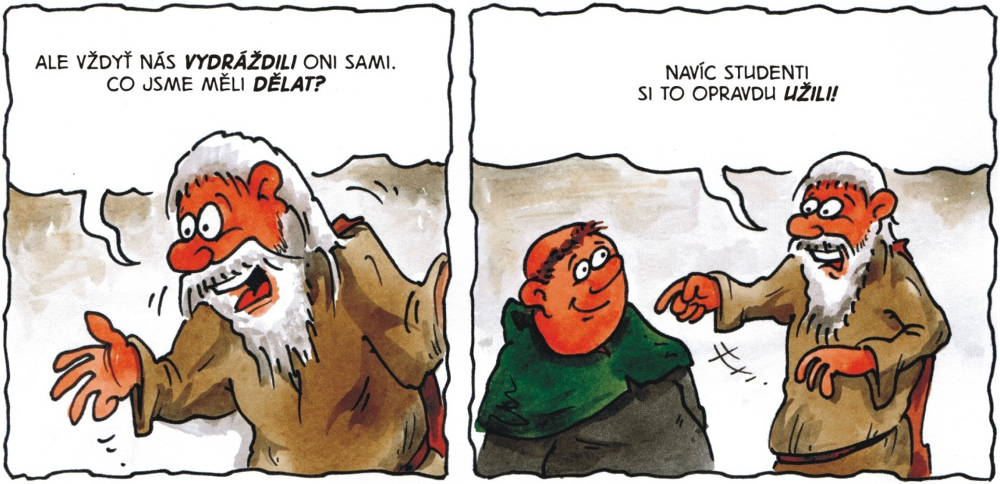 ALE VŽDYŤ NÁS VYDRÁŽDILI ONI SAMI.
CO JSME MĚLI DĚLAT?
NAVÍC STUDENTI
SI TO OPRAVDU UŽILI!